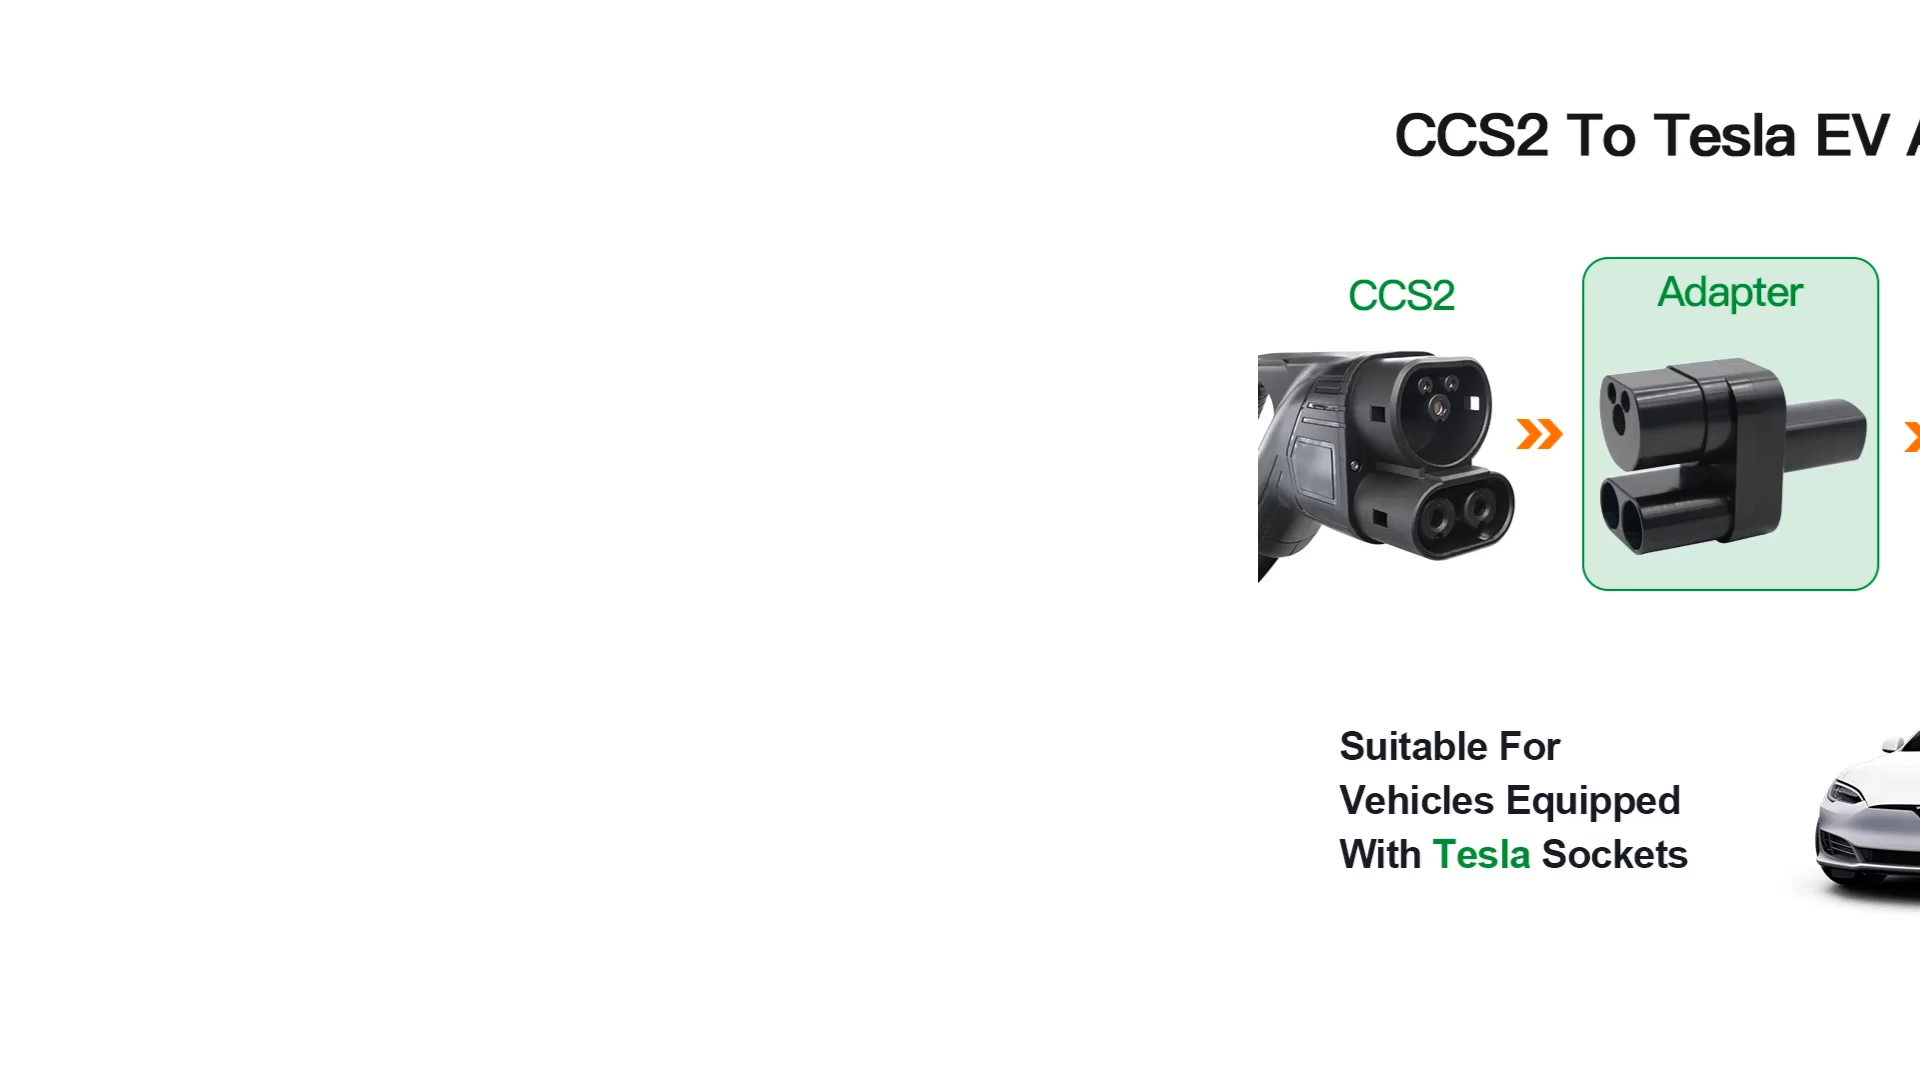 CCS2 To Tesla EV A
CCS2
Adapter
Suitable For
Vehicles Equipped
With Tesla Sockets